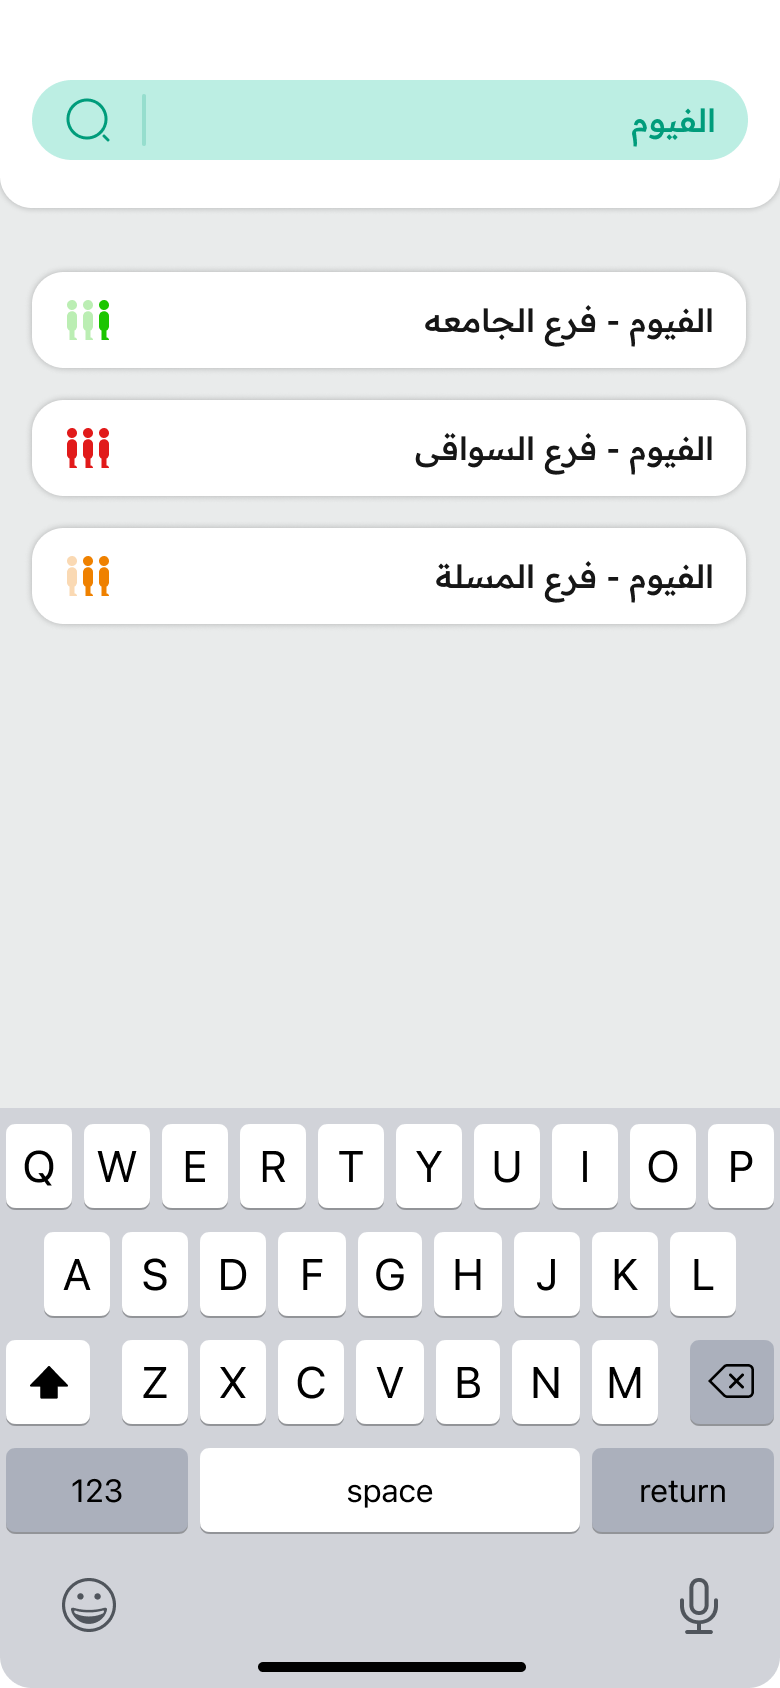 الفيوم
الفيوم - فرع الجامعه
الفيوم - فرع السواقى
الفيوم - فرع المسلة
Q W E R T Y U I O P
A S D F G H J K L
Z X C V B N M
123 space return